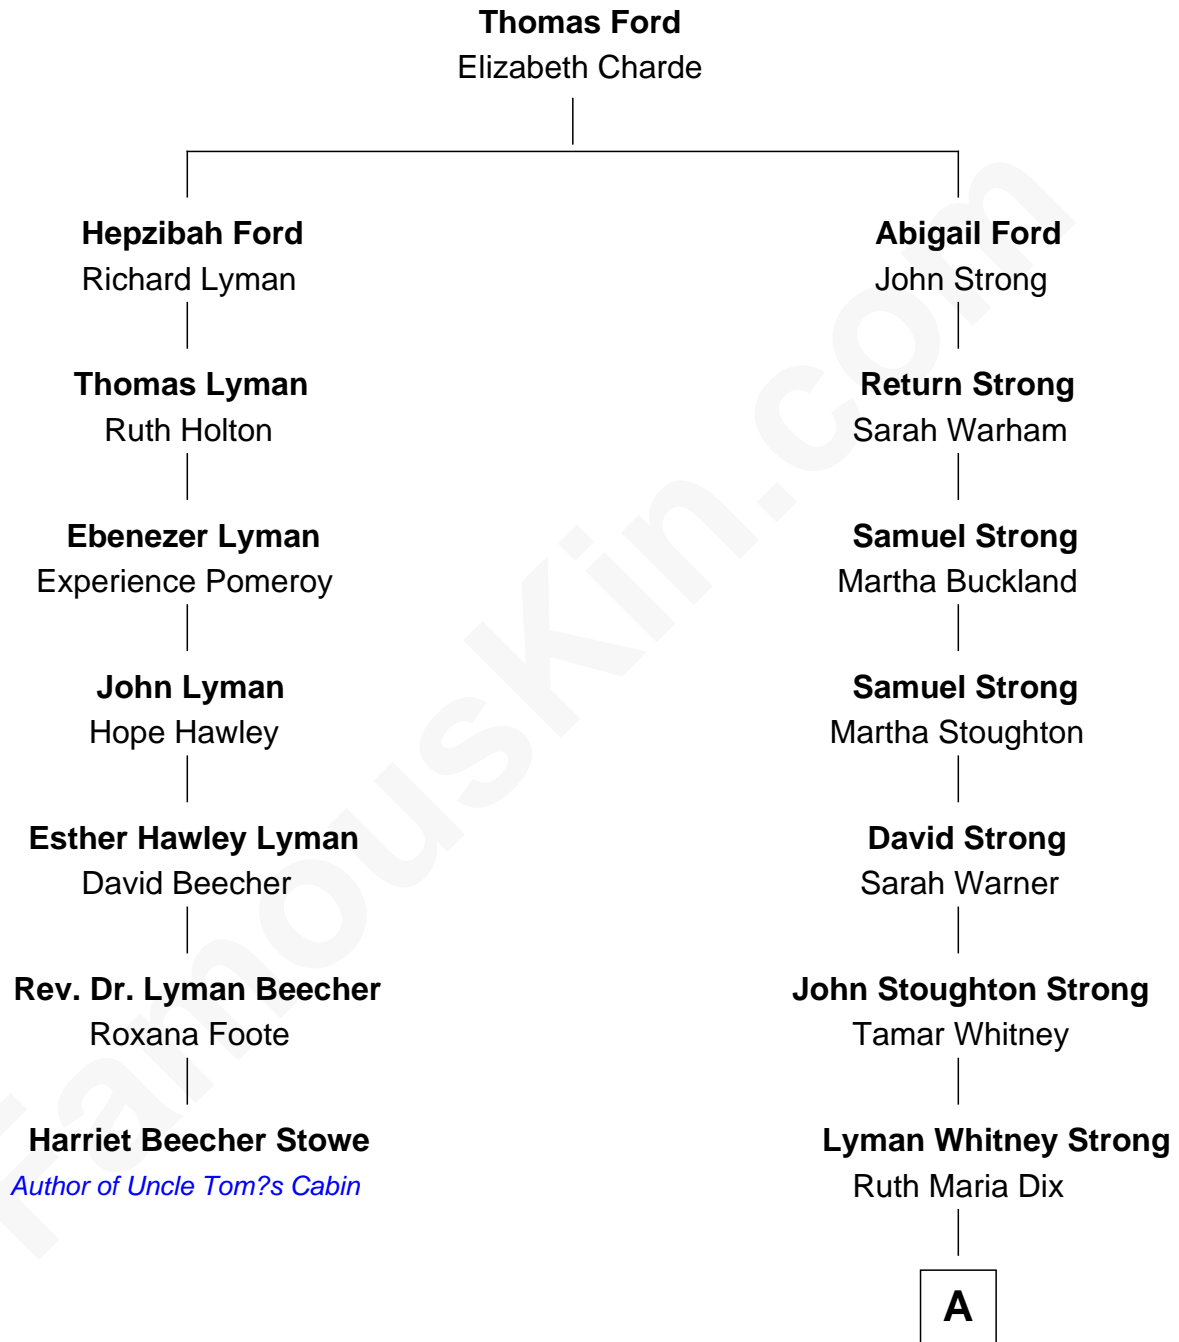 Thomas Ford
Elizabeth Charde
Hepzibah Ford
Richard Lyman
Abigail Ford
John Strong
Thomas Lyman
Ruth Holton
Return Strong
Sarah Warham
Ebenezer Lyman
Experience Pomeroy
Samuel Strong
Martha Buckland
John Lyman
Hope Hawley
Samuel Strong
Martha Stoughton
Esther Hawley Lyman
David Beecher
David Strong
Sarah Warner
Rev. Dr. Lyman Beecher
Roxana Foote
John Stoughton Strong
Tamar Whitney
Harriet Beecher Stowe
Author of Uncle Tom?s Cabin
Lyman Whitney Strong
Ruth Maria Dix
A
FamousKin.com